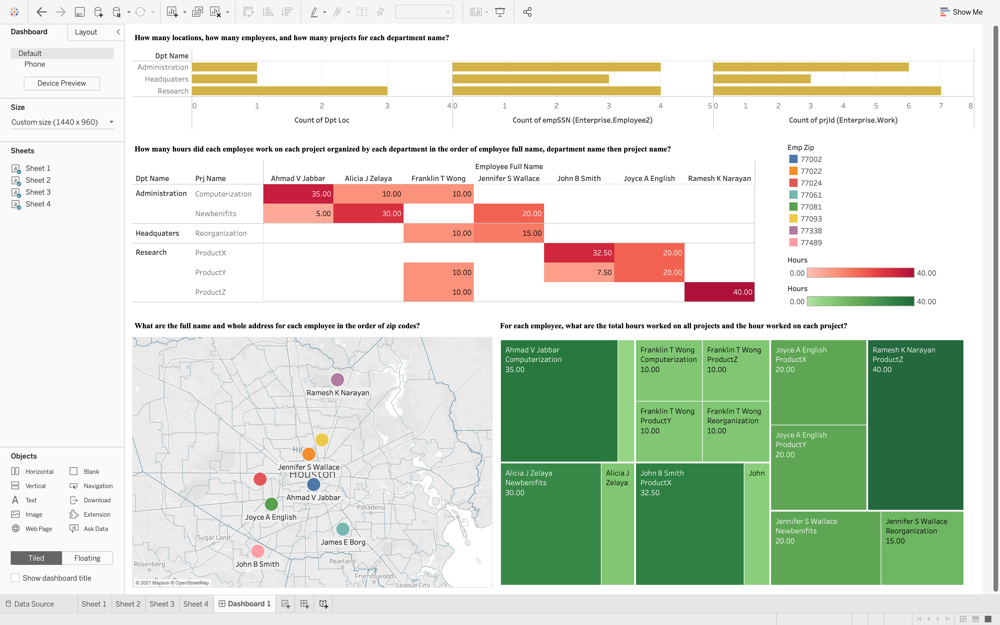 Show Me
Dashboard
Layout
Default
Phone
Device Preview
Size
Custom size (1440 x 960)
Sheets
Sheet 1
Sheet 2
Sheet 3
Sheet 4
Objects
Horizontal
Blank
Vertical
Navigation
Text
Download
Image
Extension
Web Page
Ask Data
Tiled
Floating
Show dashboard title
How many locations, how many employees, and how many projects for each department name?
Dpt Name
Administration
Headquaters
Research
0 1 2 3 4
Count of Dpt Loc
0 1 2 3 4 5
Count of empSSN (Enterprise.Employee2)
0 1 2 3 4 5 6 7 8
Count of prjId (Enterprise.Work)
How many hours did each employee work on each project organized by each department in the order of employee full name, department name then project name?
Employee Full Name
Dpt Name Prj Name Ahmad V Jabbar Alicia J Zelaya Franklin T Wong Jennifer S Wallace John B Smith Joyce A English Ramesh K Narayan
Administration Computerization 35.00 10.00 10.00
Newbenifits 5.00 30.00 20.00
Headquaters Reorganization 10.00 15.00
Research ProductX 32.50 20.00
ProductY 10.00 7.50 20.00
ProductZ 10.00 40.00
Emp Zip
77002
77022
77024
77061
77081
77093
77338
77489
Hours
0.00 40.00
Hours
0.00 40.00
What are the full name and whole address for each employee in the order of zip codes?
Ramesh K Narayan
Jennifer S Wallace
Houston
Ahmad V Jabbar
Pasadena
Joyce A English
Sugar Land
James E Borg
John B Smith
Pearland
Rosenberg
Friendswood
League City
© 2021 Mapbox © OpenStreetMap
For each employee, what are the total hours worked on all projects and the hour worked on each project?
Ahmad V Jabbar
Computerization
35.00
Franklin T Wong
Computerization
10.00
Franklin T Wong
ProductZ
10.00
Joyce A English
ProductX
20.00
Ramesh K Narayan
ProductZ
40.00
Franklin T Wong
ProductY
10.00
Franklin T Wong
Reorganization
10.00
Joyce A English
ProductY
20.00
Alicia J Zelaya
Newbenifits
30.00
Alicia J
Zelaya
John B Smith
ProductX
32.50
John
Jennifer S Wallace
Newbenifits
20.00
Jennifer S Wallace
Reorganization
15.00
Data Source
Sheet 1
Sheet 2
Sheet 3
Sheet 4
Dashboard 1